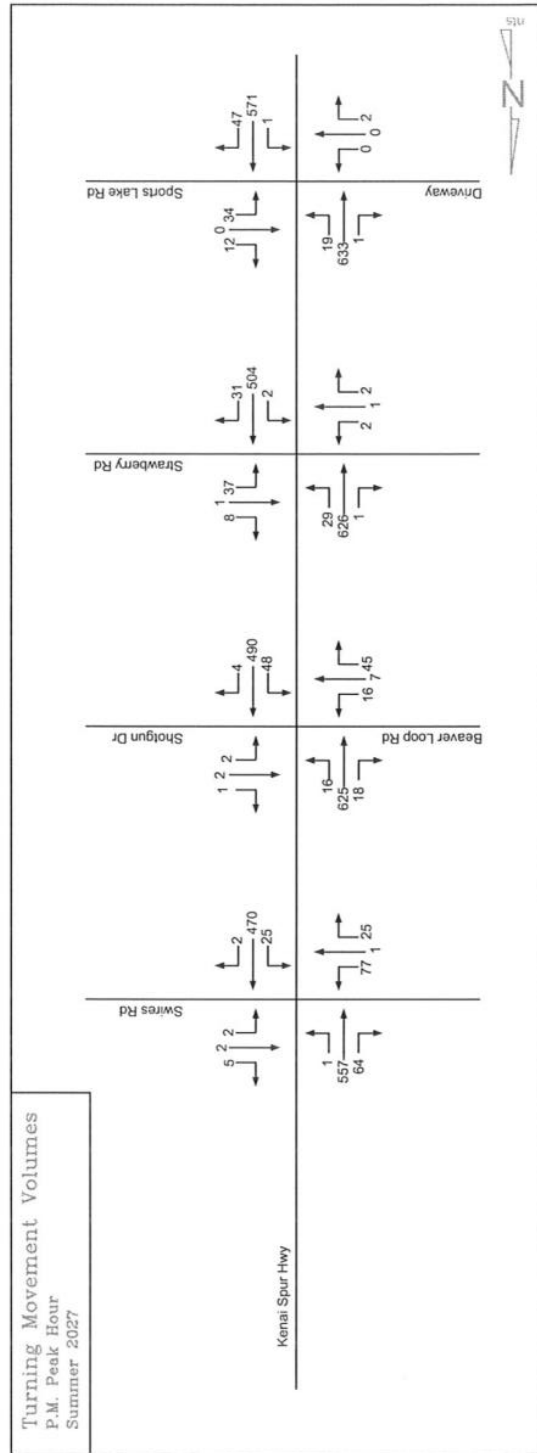 Turning Movement Volumes
P.M. Peak Hour
Summer 2027
nts
N
Kenai Spur Hwy
Swires Rd
5 2 2
2
470
25
1
557
64
77 1 25
Shotgun Dr
1 2 2
4
490
48
16
625
18
16 7 45
Beaver Loop Rd
Strawberry Rd
8 1 37
31
504
2
29
626
1
2 1 2
Sports Lake Rd
12 0 34
47
571
1
19
633
1
0 0 2
Driveway